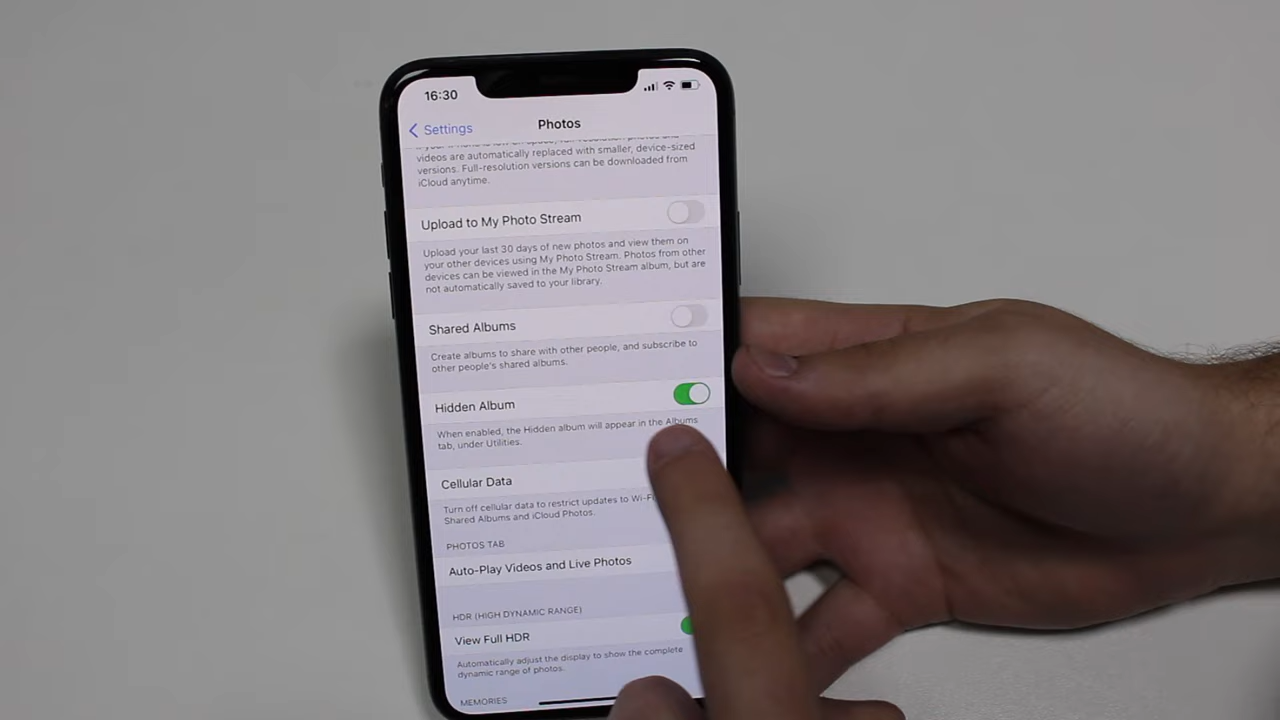 16:30
Settings
Photos
videos are automatically replaced with smaller, device-sized
versions. Full-resolution versions can be downloaded from
iCloud anytime.
Upload to My Photo Stream
Upload your last 30 days of new photos and view them on
your other devices using My Photo Stream. Photos from other
devices can be viewed in the My Photo Stream album, but are
not automatically saved to your library.
Shared Albums
Create albums to share with other people, and subscribe to
other people's shared albums.
Hidden Album
When enabled, the Hidden album will appear in the Albums
tab, under Utilities.
Cellular Data
Turn off cellular data to restrict updates to Wi-F
Shared Albums and iCloud Photos.
PHOTOS TAB
Auto-Play Videos and Live Photos
HDR (HIGH DYNAMIC RANGE)
View Full HDR
Automatically adjust the display to show the complete
dynamic range of photos.
MEMORIES